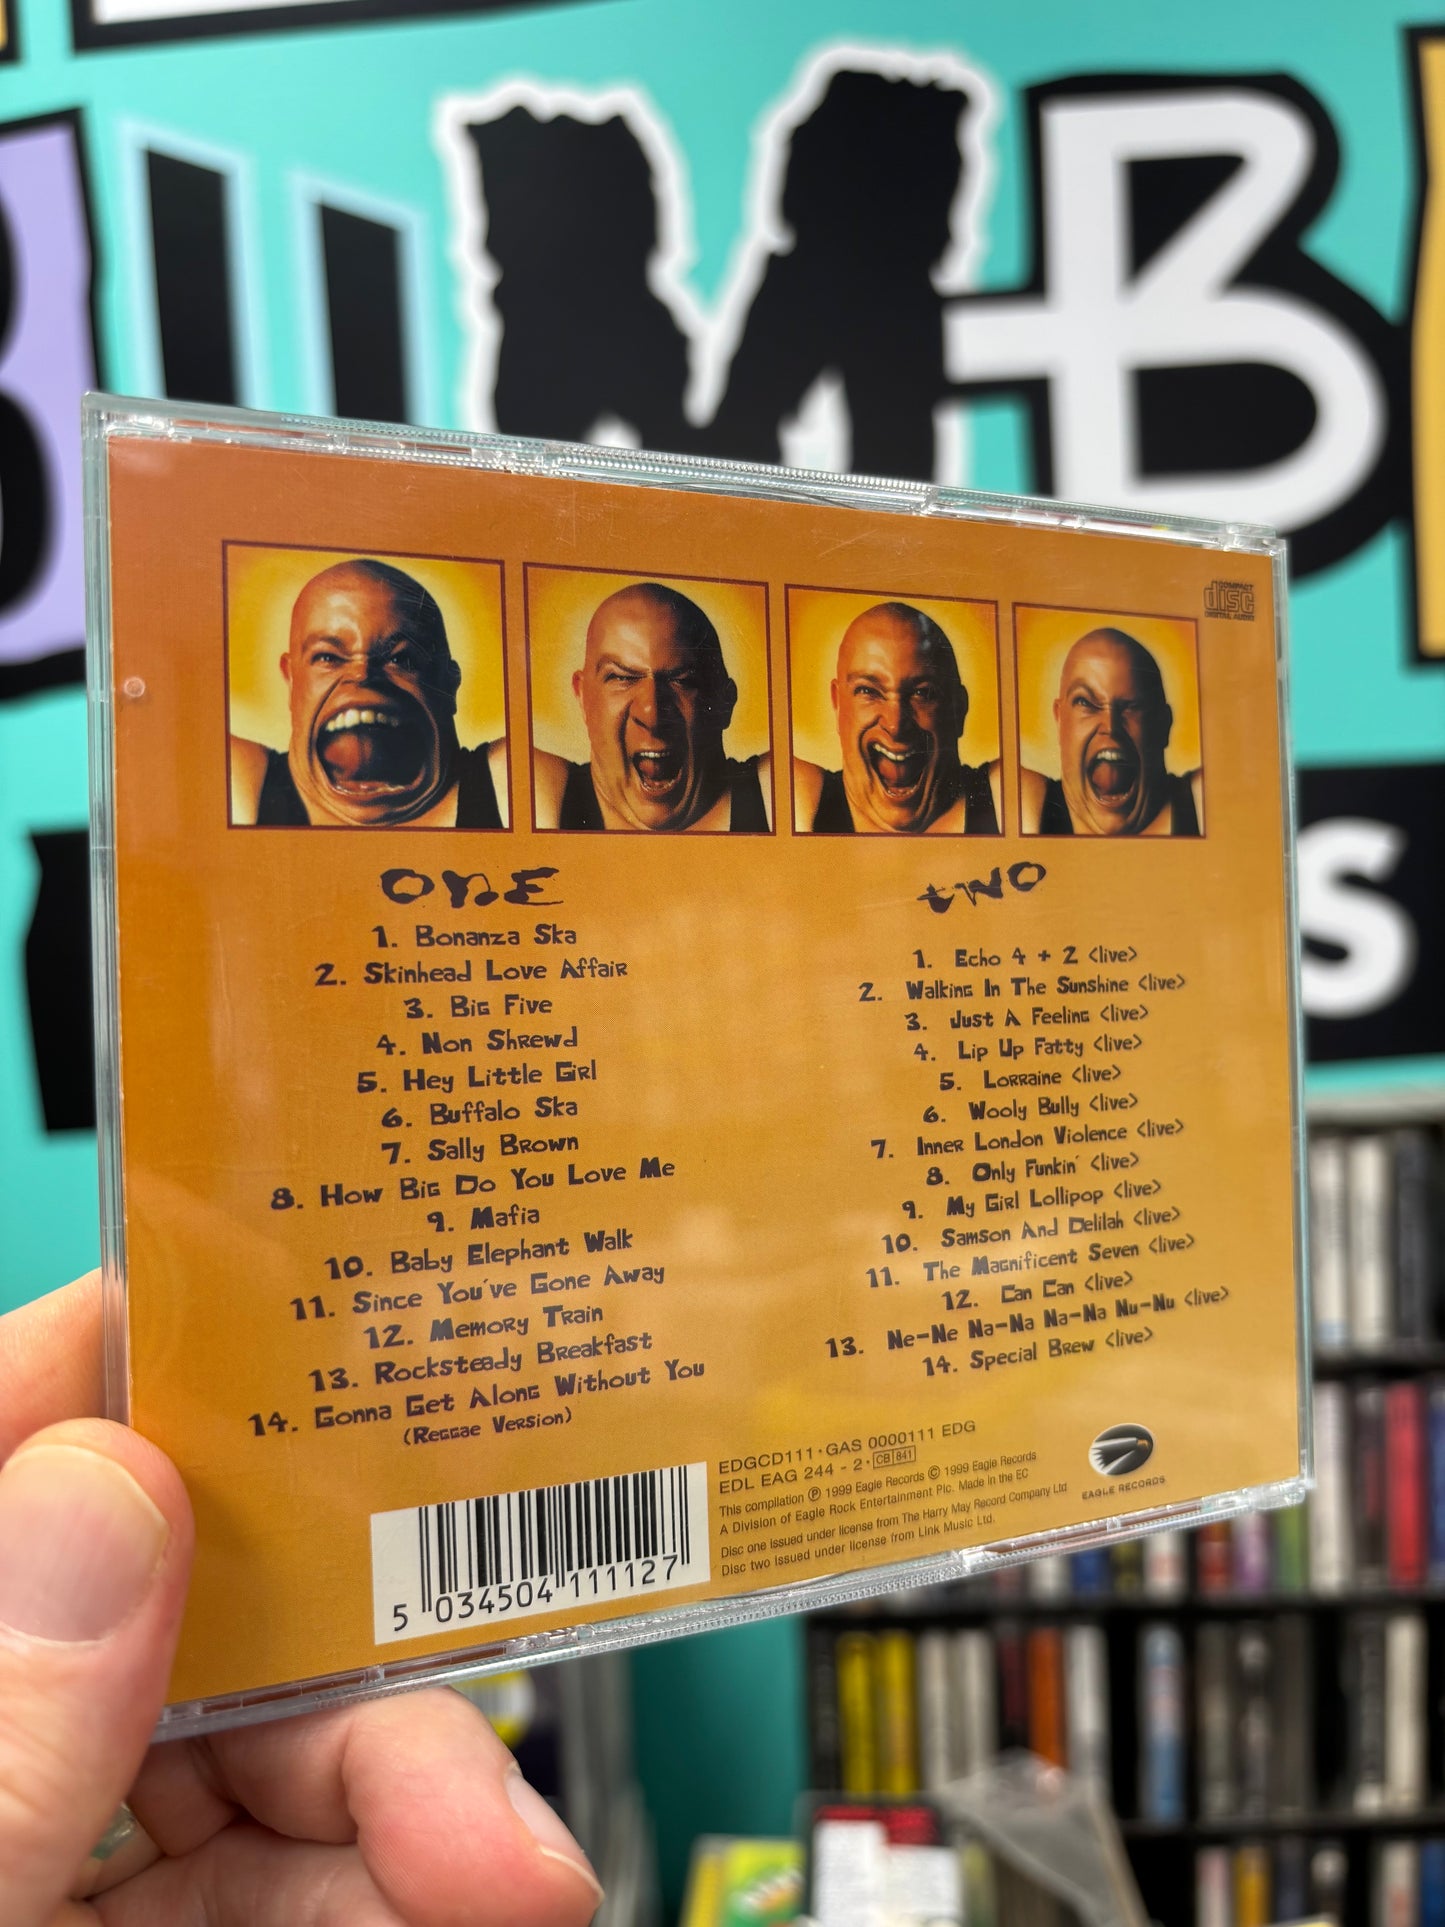 BUMB
S
COMPACT
disc
DIGITAL AUDIO
one
1. Bonanza Ska
2. Skinhead Love Affair
3. Big Five
4. Non Shrewd
5. Hey Little Girl
6. Buffalo Ska
7. Sally Brown
8. How Big Do You Love Me
9. Mafia
10. Baby Elephant Walk
11. Since You've Gone Away
12. Memory Train
13. Rocksteady Breakfast
14. Gonna Get Along Without You
(Reggae Version)
two
1. Echo 4 + 2 <live>
2. Walking In The Sunshine <live>
3. Just A Feeling <live>
4. Lip Up Fatty <live>
5. Lorraine <live>
6. Wooly Bully <live>
7. Inner London Violence <live>
8. Only Funkin' <live>
9. My Girl Lollipop <live>
10. Samson And Delilah <live>
11. The Magnificent Seven <live>
12. Can Can <live>
13. Ne-Ne Na-Na Na-Na Nu-Nu <live>
14. Special Brew <live>
EDGCD111 · GAS 0000111 EDG
EDL EAG 244 - 2 · CB 841
This compilation ℗ 1999 Eagle Records © 1999 Eagle Records
A Division of Eagle Rock Entertainment Plc. Made in the EC
Disc one issued under license from The Harry May Record Company Ltd
Disc two issued under license from Link Music Ltd.
EAGLE RECORDS
5 034504 111127